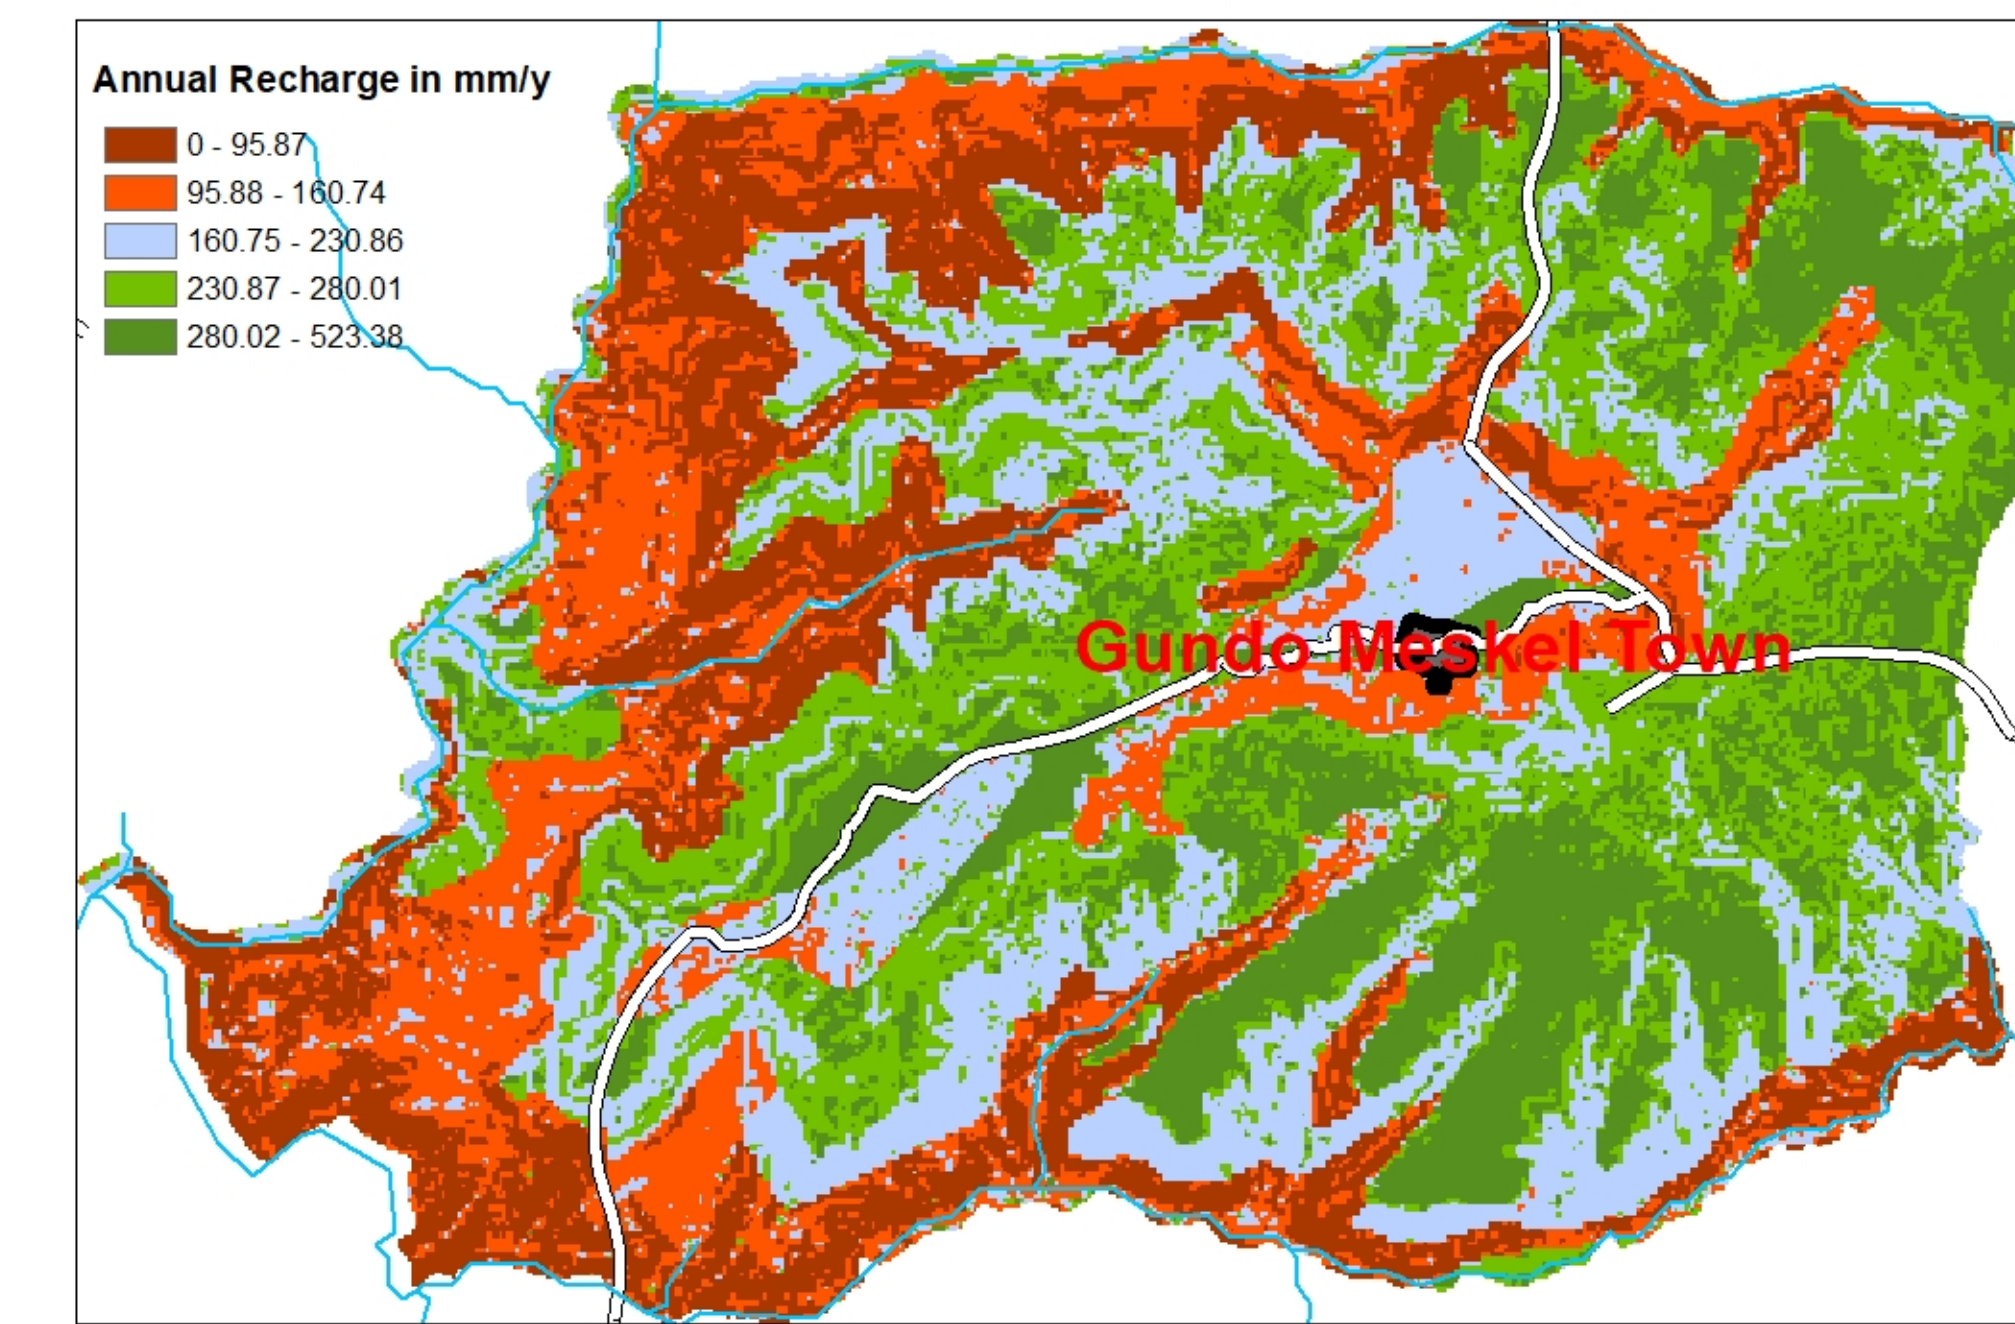 Annual Recharge in mm/y
0 - 95.87
95.88 - 160.74
160.75 - 230.86
230.87 - 280.01
280.02 - 523.38
Gundo Meskel Town